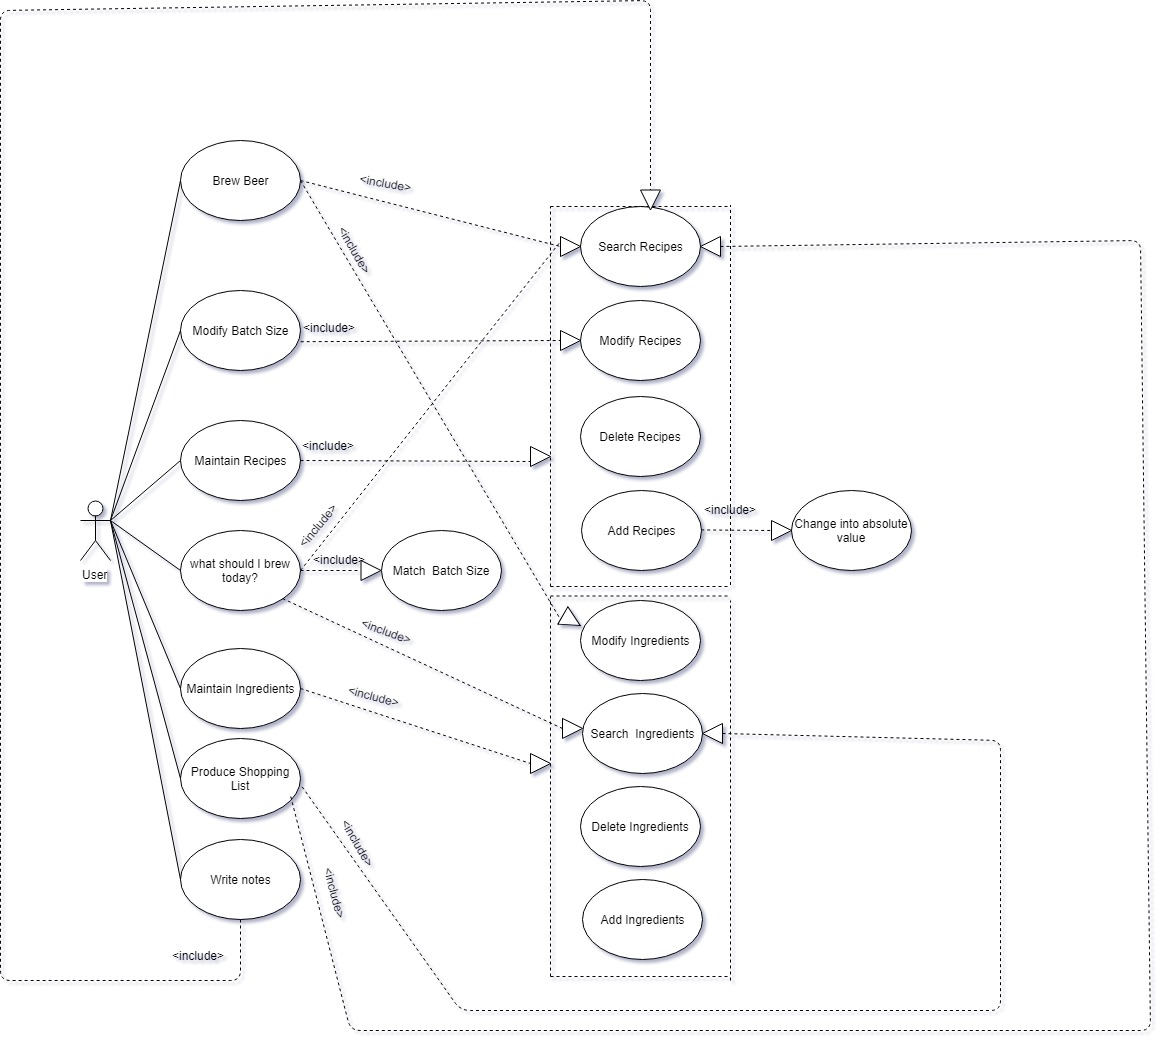 Brew Beer
<include>
<include>
Search Recipes
Modify Batch Size
<include>
Modify Recipes
Maintain Recipes
<include>
Delete Recipes
User
what should I brew
today?
<include>
<include>
Match  Batch Size
Add Recipes
<include>
Change into absolute
value
<include>
Modify Ingredients
Maintain Ingredients
<include>
Search  Ingredients
Produce Shopping
List
<include>
<include>
Delete Ingredients
Write notes
<include>
Add Ingredients